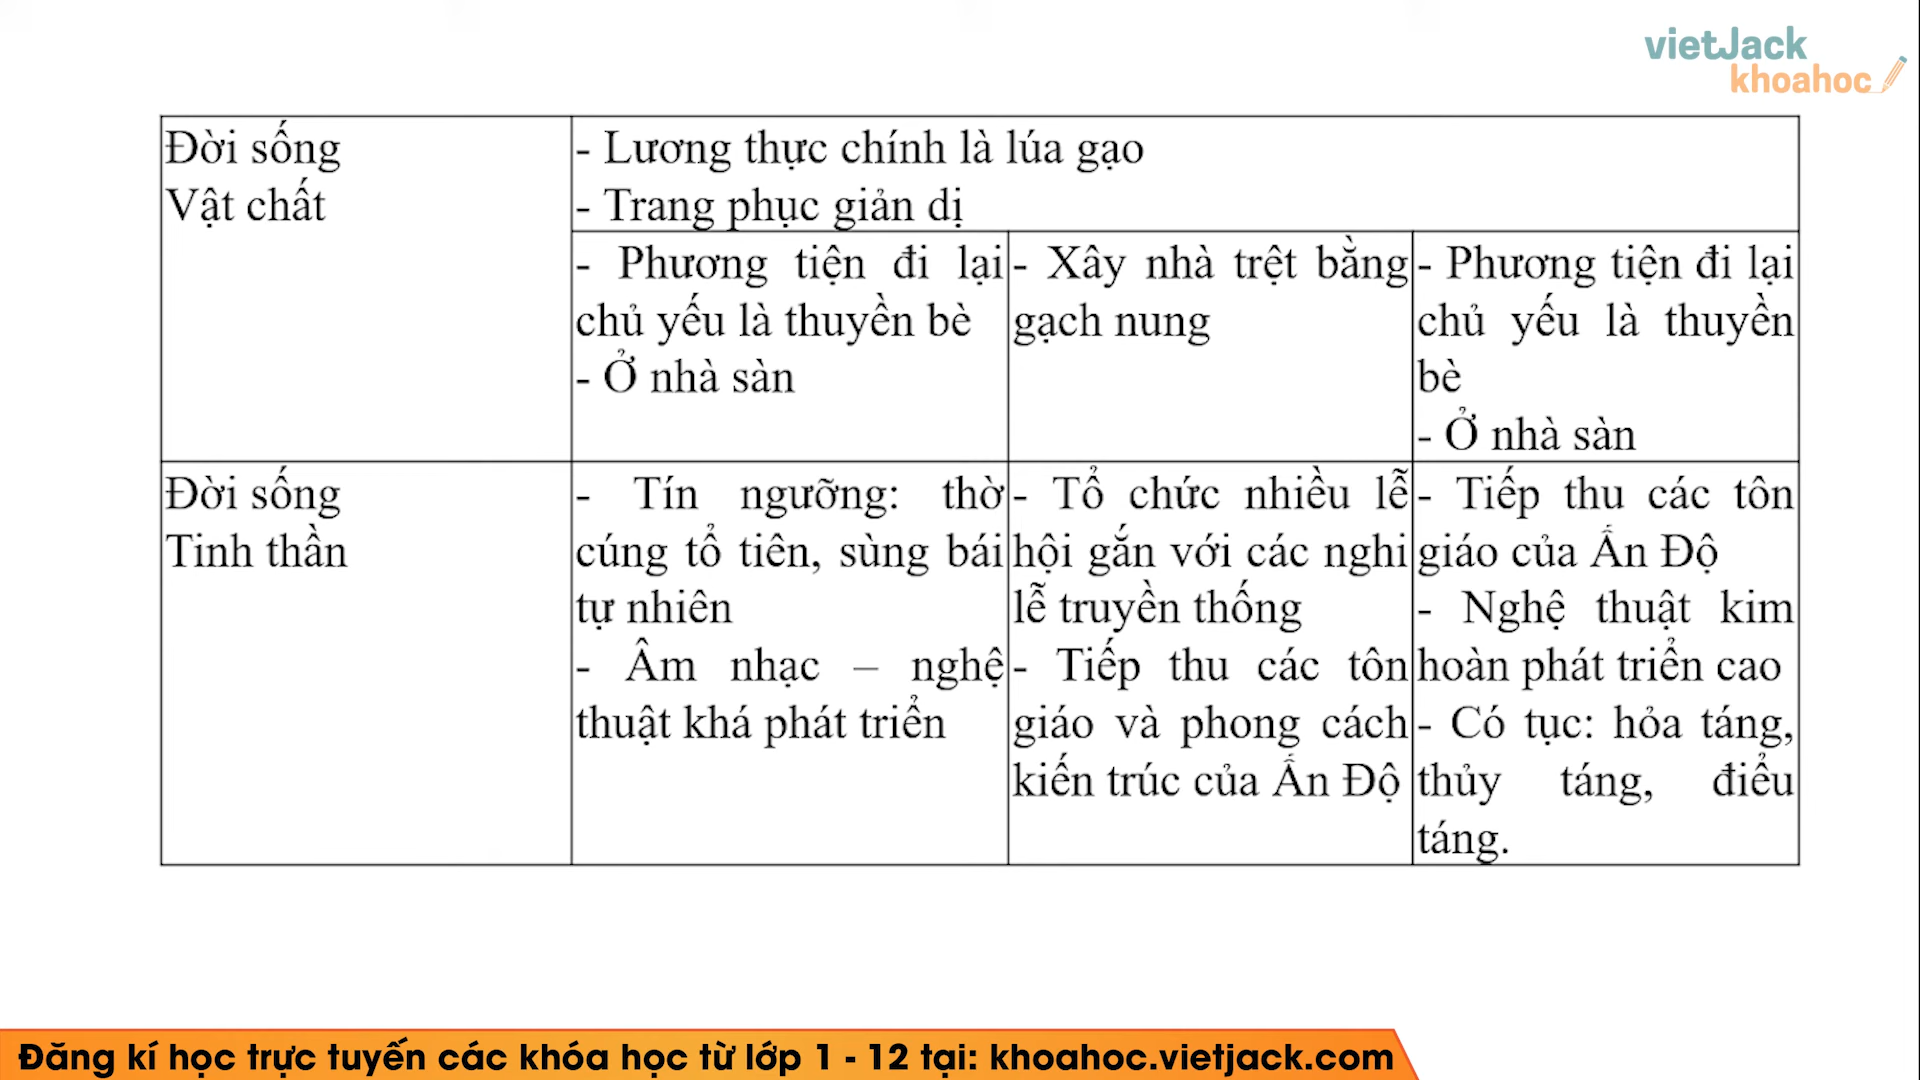 vietJack
khoahoc
Đời sống
Vật chất
- Lương thực chính là lúa gạo
- Trang phục giản dị
- Phương tiện đi lại
chủ yếu là thuyền bè
- Ở nhà sàn
- Xây nhà trệt bằng
gạch nung
- Phương tiện đi lại
chủ yếu là thuyền
bè
- Ở nhà sàn
Đời sống
Tinh thần
- Tín ngưỡng: thờ
cúng tổ tiên, sùng bái
tự nhiên
- Âm nhạc – nghệ
thuật khá phát triển
- Tổ chức nhiều lễ
hội gắn với các nghi
lễ truyền thống
- Tiếp thu các tôn
giáo và phong cách
kiến trúc của Ấn Độ
- Tiếp thu các tôn
giáo của Ấn Độ
- Nghệ thuật kim
hoàn phát triển cao
- Có tục: hỏa táng,
thủy táng, điểu
táng.
Đăng kí học trực tuyến các khóa học từ lớp 1 - 12 tại: khoahoc.vietjack.com